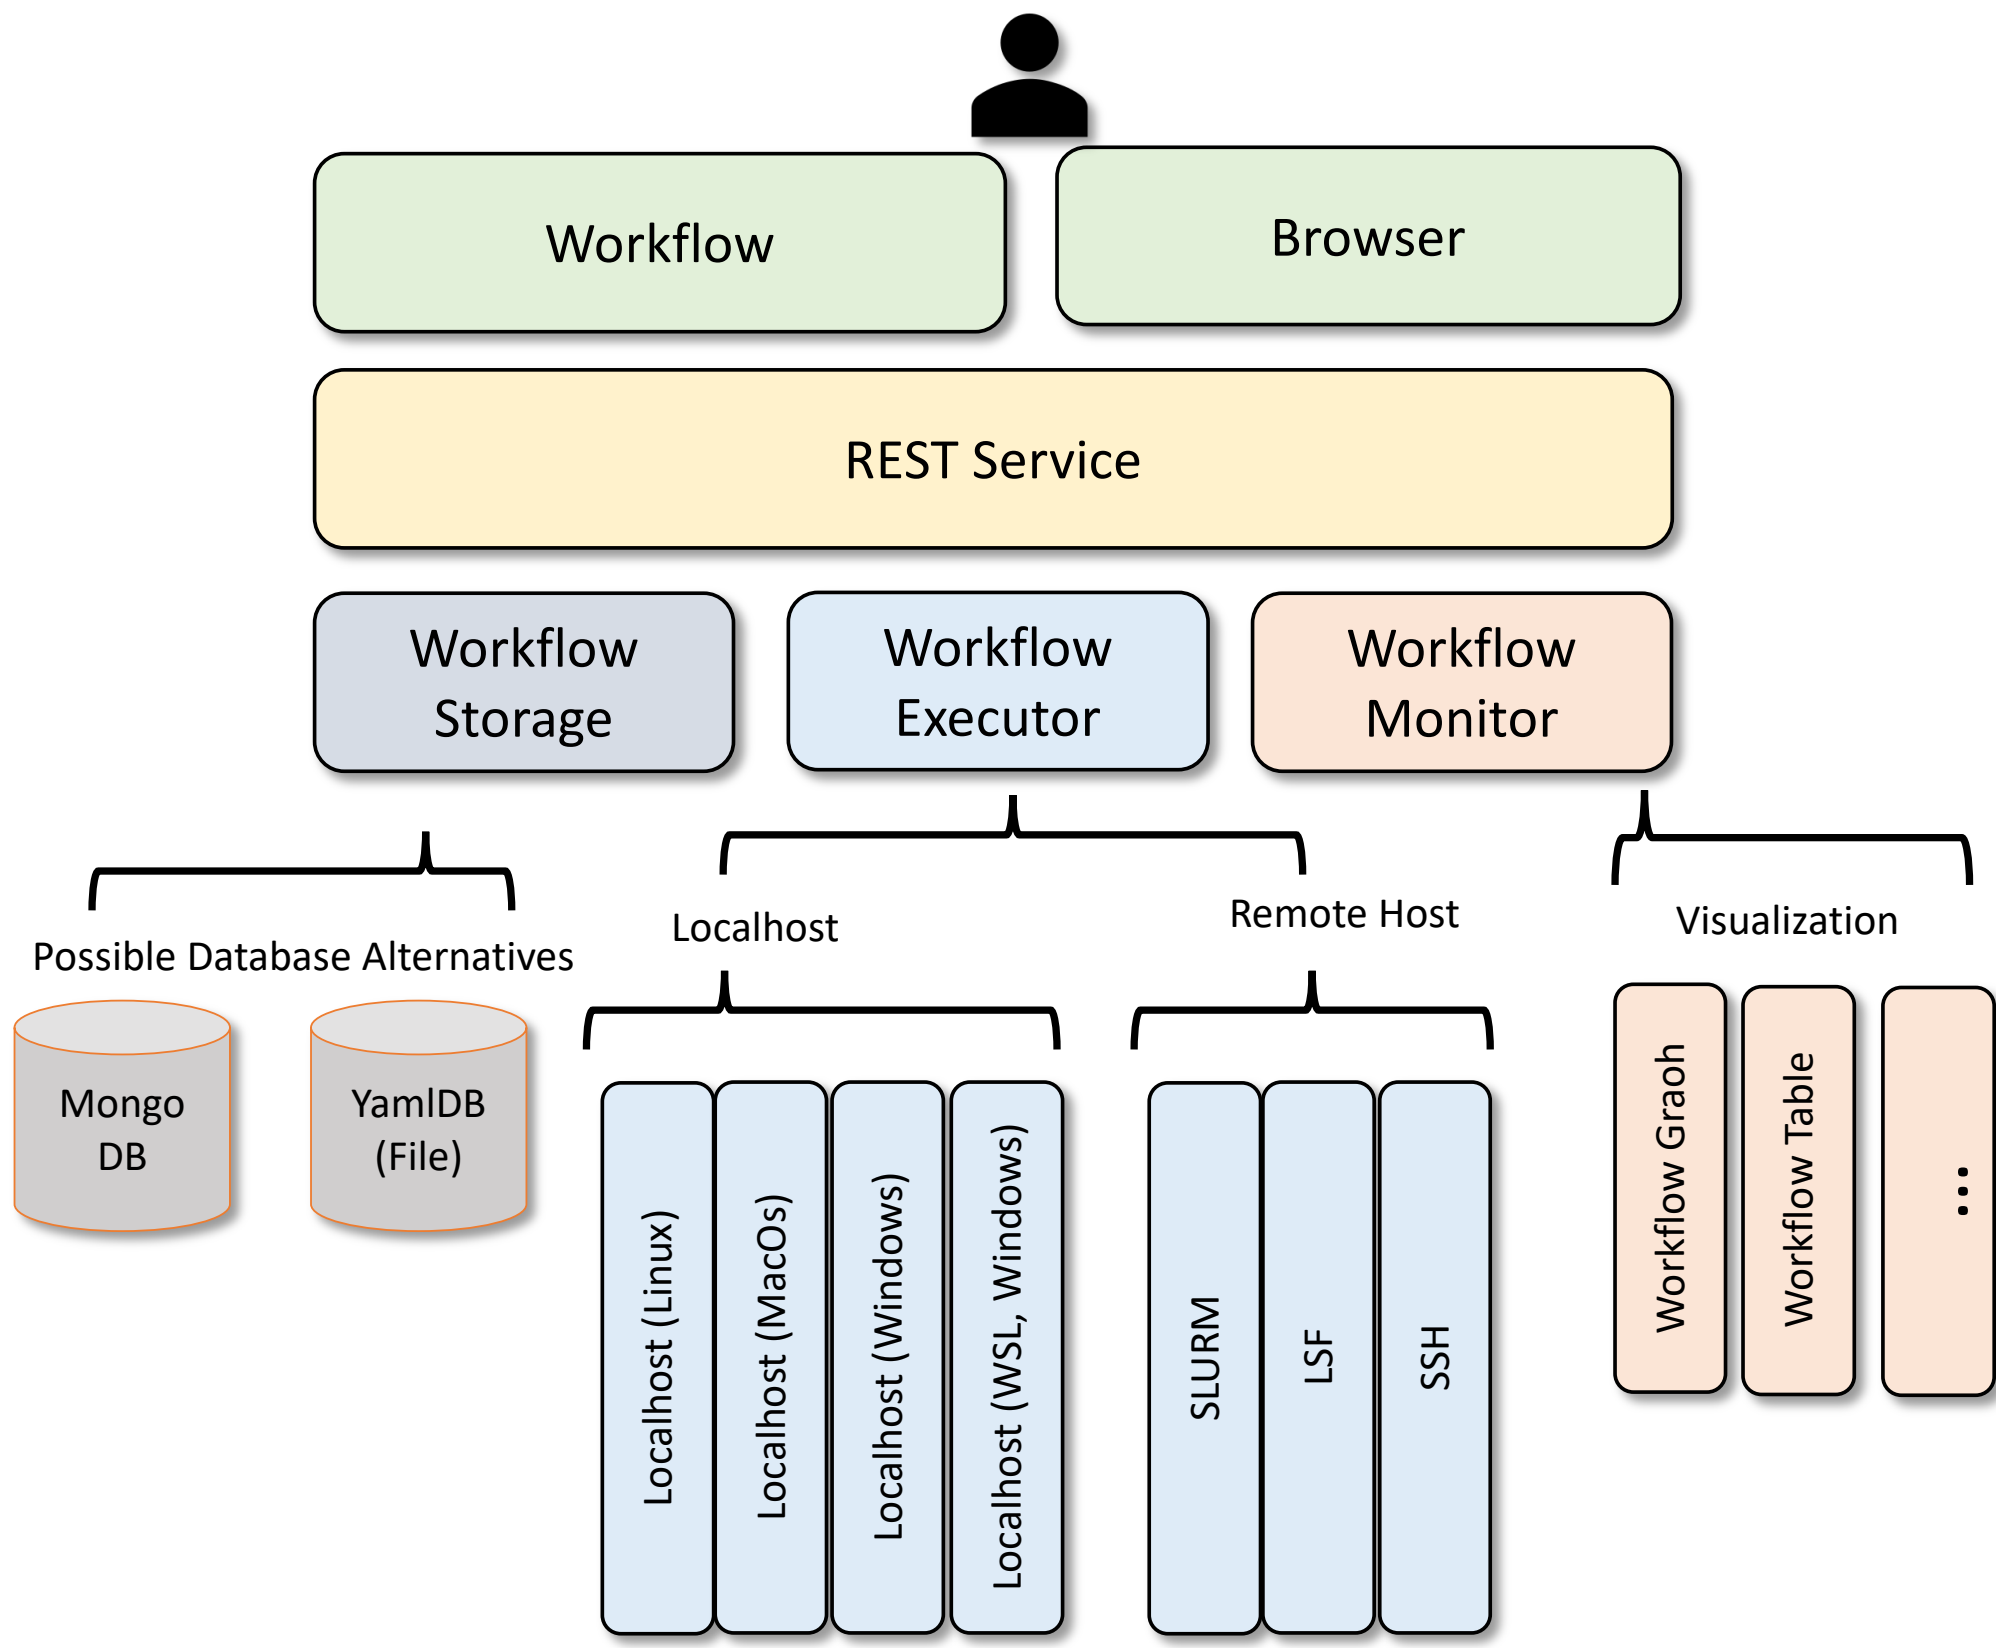 Workflow
Browser
REST Service
Workflow
Storage
Workflow
Executor
Workflow
Monitor
Possible Database Alternatives
Localhost
Remote Host
Visualization
Mongo
DB
YamlDB
(File)
Localhost (Linux)
Localhost (MacOs)
Localhost (Windows)
Localhost (WSL, Windows)
SLURM
LSF
SSH
Workflow Graoh
Workflow Table
...